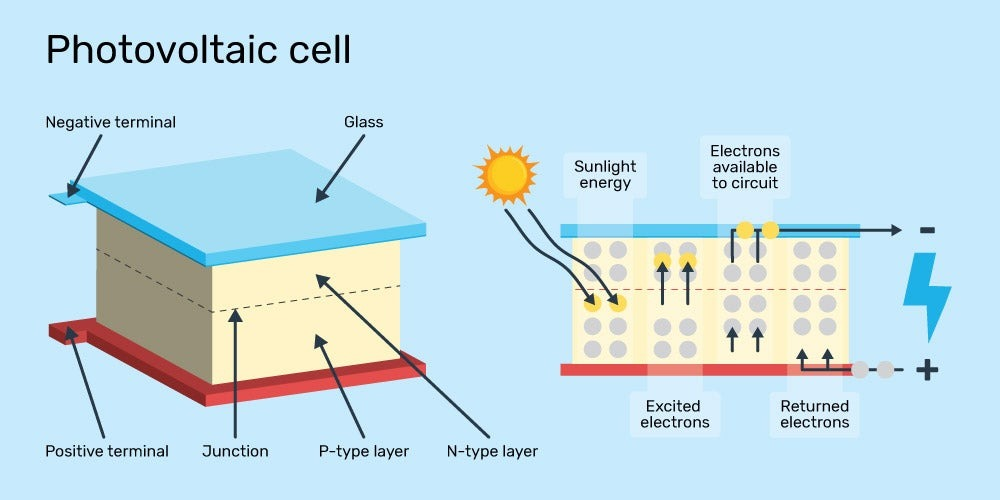 Photovoltaic cell
Negative terminal
Glass
Positive terminal
Junction
P-type layer
N-type layer
Sunlight
energy
Electrons
available
to circuit
-
+
Excited
electrons
Returned
electrons